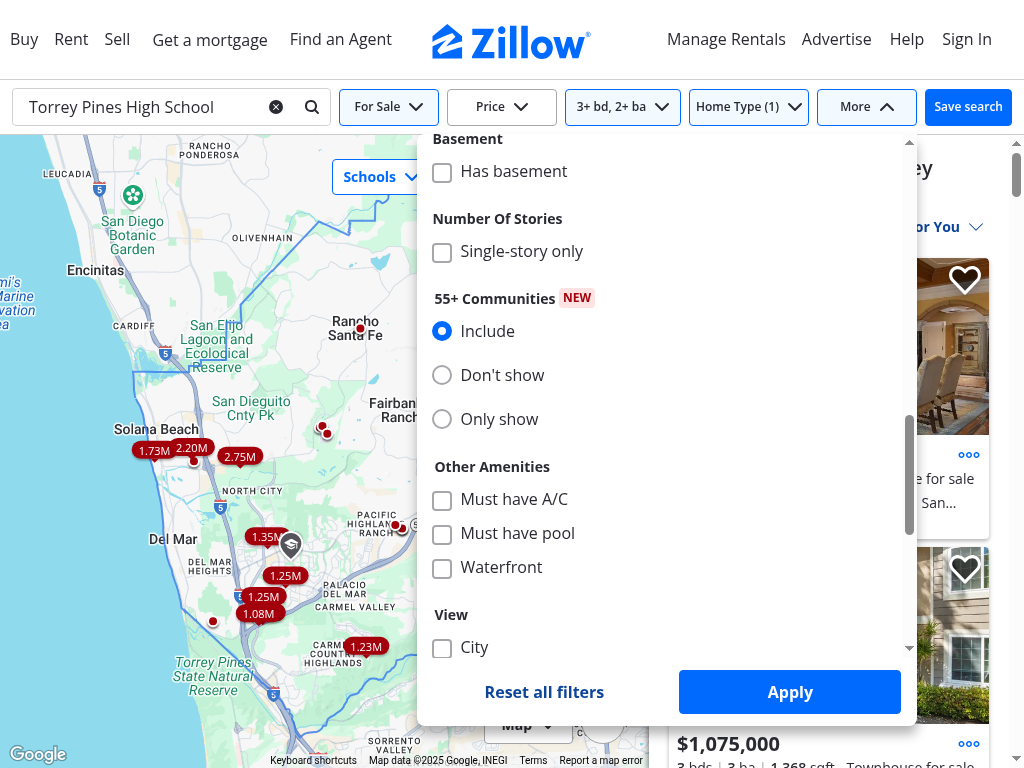 Buy Rent Sell Get a mortgage Find an Agent Zillow Manage Rentals Advertise Help Sign In
Torrey Pines High School For Sale Price 3+ bd, 2+ ba Home Type (1) More Save search
Schools
RANCHO
PONDEROSA
LEUCADIA
5
San Diego
Botanic
Garden
OLIVENHAIN
Encinitas
mi's
Marine
vation
ea
CARDIFF
San Elijo
Lagoon and
Ecological
Reserve
5
Rancho
Santa Fe
San Dieguito
Cnty Pk
Fairban
Ranch
Solana Beach
1.73M
2.20M
2.75M
NORTH CITY
5
PACIFIC
HIGHLAN
RANCH
Del Mar
1.35M
DEL MAR
HEIGHTS
1.25M
PALACIO
DEL MAR
5
1.25M
CARMEL VALLEY
1.08M
CARM
COUNTRY
HIGHLANDS
1.23M
Torrey Pines
State Natural
Reserve
5
SORRENTO
VALLEY
Map
Google
Keyboard shortcuts Map data ©2025 Google, INEGI Terms Report a map error
Basement
Has basement
Number Of Stories
Single-story only
55+ Communities NEW
Include
Don't show
Only show
Other Amenities
Must have A/C
Must have pool
Waterfront
View
City
Reset all filters Apply
ey
or You
e for sale
San...
$1,075,000
3 bds 3 ba 1,368 sqft Townhouse for sale